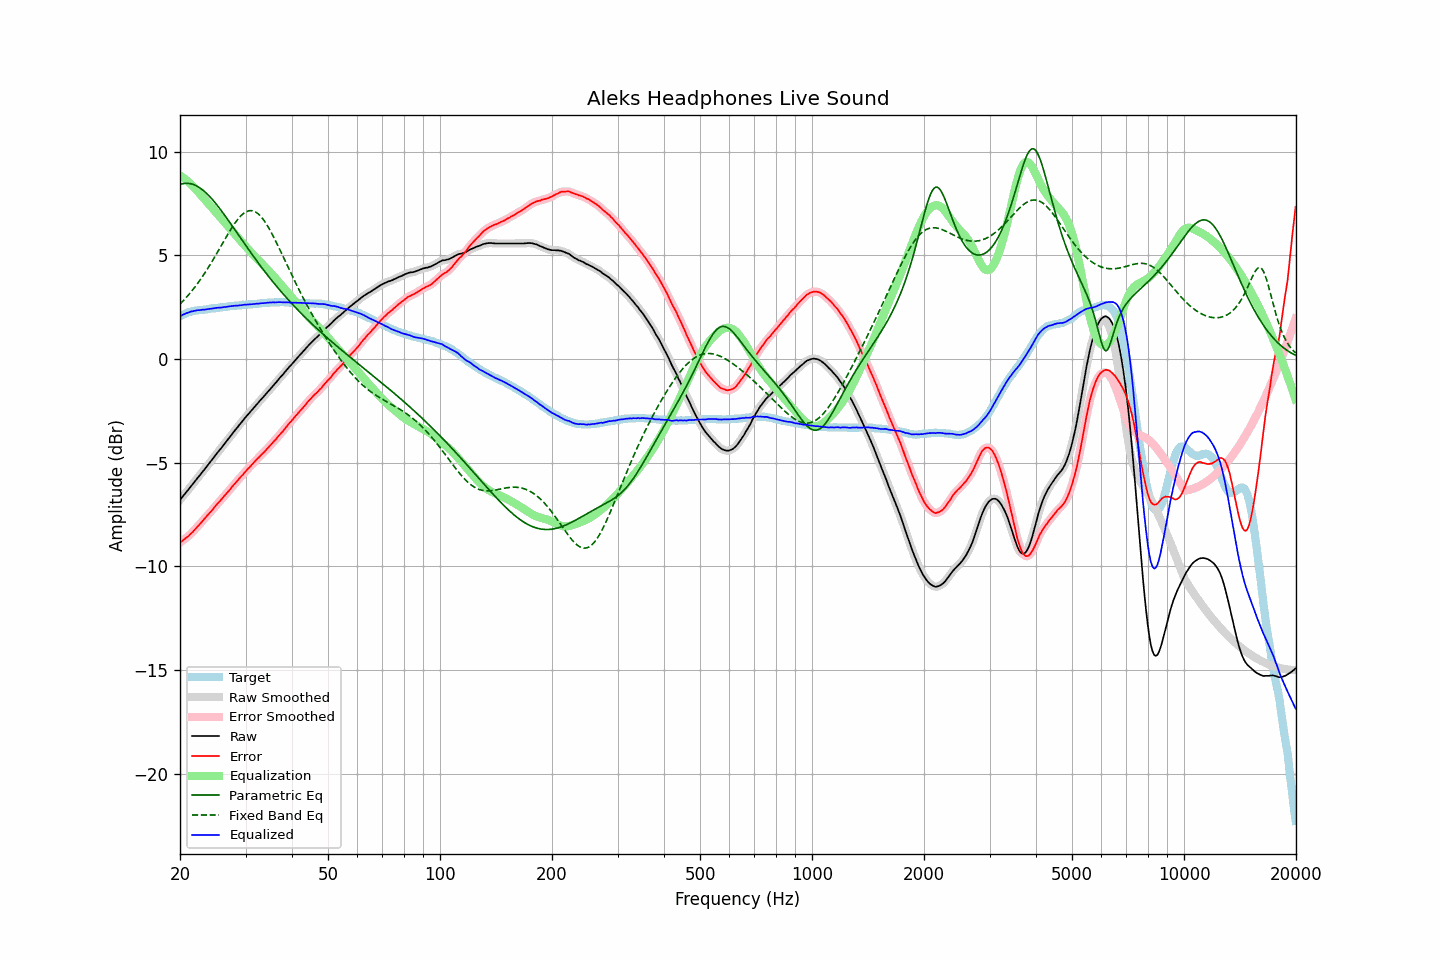 Aleks Headphones Live Sound
Amplitude (dBr)
10
5
0
−5
−10
−15
−20
Target
Raw Smoothed
Error Smoothed
Raw
Error
Equalization
Parametric Eq
Fixed Band Eq
Equalized
20 50 100 200 500 1000 2000 5000 10000 20000
Frequency (Hz)